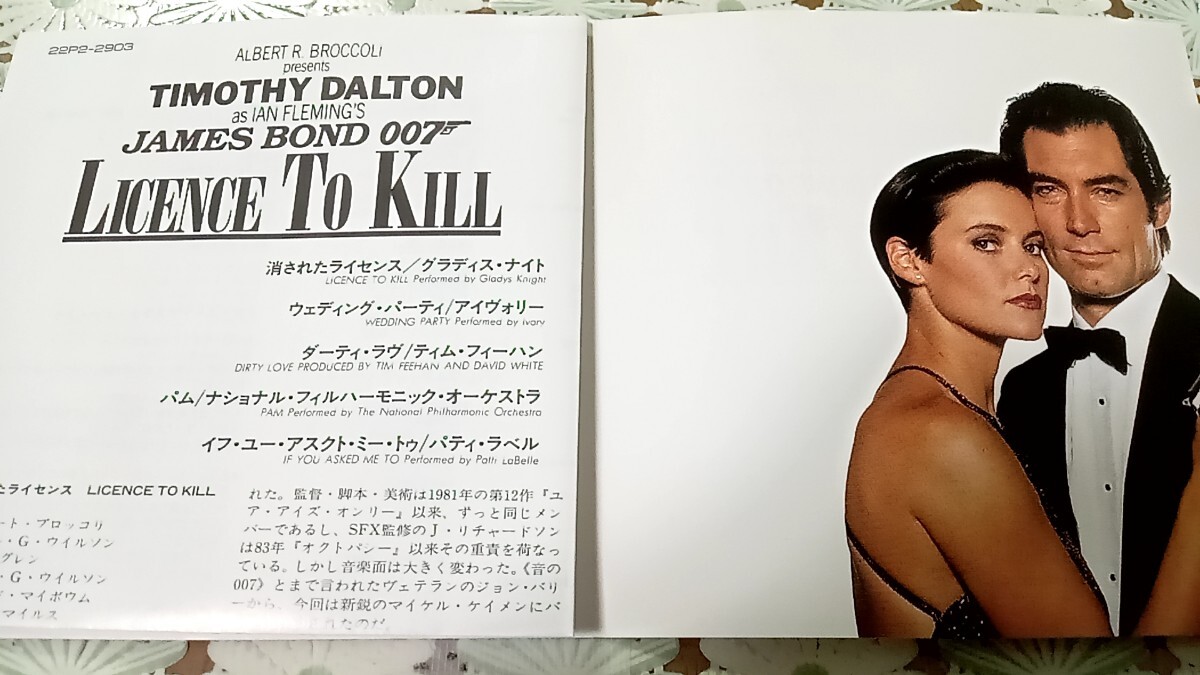 22P2-2903
ALBERT R. BROCCOLI
presents
TIMOTHY DALTON
as IAN FLEMING'S
JAMES BOND 007
LICENCE TO KILL
消されたライセンス/グラディス・ナイト
LICENCE TO KILL Performed by Gladys Knight
ウェディング・パーティ/アイヴォリー
WEDDING PARTY Performed by Ivory
ダーティ・ラヴ/ティム・フィーハン
DIRTY LOVE PRODUCED BY TIM FEEHAN AND DAVID WHITE
パム/ナショナル・フィルハーモニック・オーケストラ
PAM Performed by The National Philharmonic Orchestra
イフ・ユー・アスクト・ミー・トゥ/パティ・ラベル
IF YOU ASKED ME TO Performed by Patti LaBelle
たライセンス LICENCE TO KILL
ート・ブロッコリ
・G・ウイルソン
グレン
・G・ウイルソン
・マイボウム
マイルス
れた。監督・脚本・美術は1981年の第12作『ユ
ア・アイズ・オンリー』以来、ずっと同じメン
バーであるし、SFX監修のJ・リチャードソン
は83年『オクトパシー』以来その重責を荷なっ
ている。しかし音楽面は大きく変わった。《音の
007》とまで言われたヴェテランのジョン・バリ
ーから、今回は新鋭のマイケル・ケイメンにバ
れたのだ。